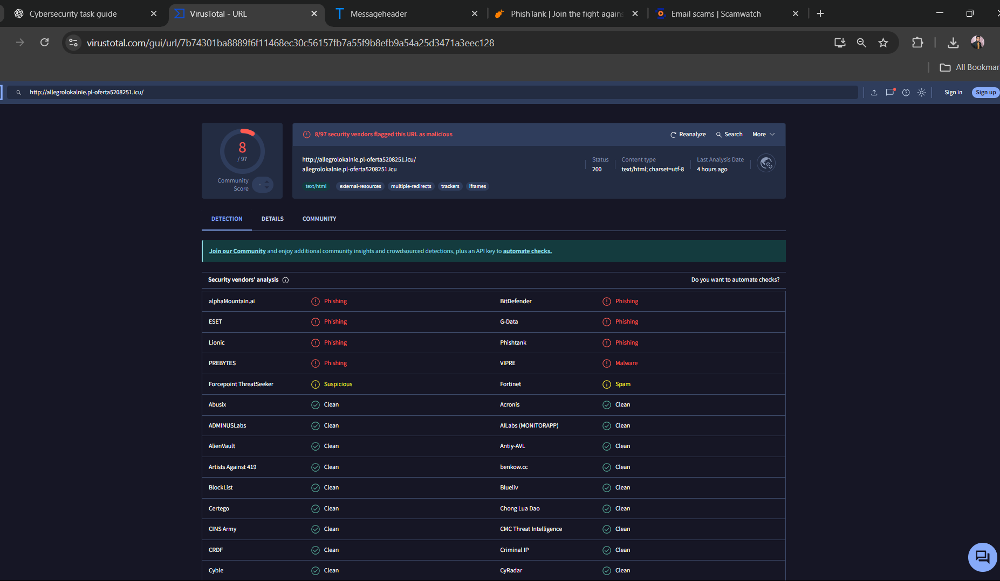 Cybersecurity task guide
VirusTotal - URL
Messageheader
PhishTank | Join the fight agains
Email scams | Scamwatch
virustotal.com/gui/url/7b74301ba8889f6f11468ec30c56157fb7a55f9b8efb9a54a25d3471a3eec128
All Bookmar
http://allegrolokalnie.pl-oferta5208251.icu/
Sign in
Sign up
8
/ 97
Community
Score
-
8/97 security vendors flagged this URL as malicious
Reanalyze
Search
More
http://allegrolokalnie.pl-oferta5208251.icu/
allegrolokalnie.pl-oferta5208251.icu
Status
200
Content type
text/html; charset=utf-8
Last Analysis Date
4 hours ago
text/html
external-resources
multiple-redirects
trackers
iframes
DETECTION
DETAILS
COMMUNITY
Join our Community and enjoy additional community insights and crowdsourced detections, plus an API key to automate checks.
Security vendors' analysis
Do you want to automate checks?
alphaMountain.ai Phishing BitDefender Phishing
ESET Phishing G-Data Phishing
Lionic Phishing Phishtank Phishing
PREBYTES Phishing VIPRE Malware
Forcepoint ThreatSeeker Suspicious Fortinet Spam
Abusix Clean Acronis Clean
ADMINUSLabs Clean AILabs (MONITORAPP) Clean
AlienVault Clean Antiy-AVL Clean
Artists Against 419 Clean benkow.cc Clean
BlockList Clean Blueliv Clean
Certego Clean Chong Lua Dao Clean
CINS Army Clean CMC Threat Intelligence Clean
CRDF Clean Criminal IP Clean
Cyble Clean CyRadar Clean